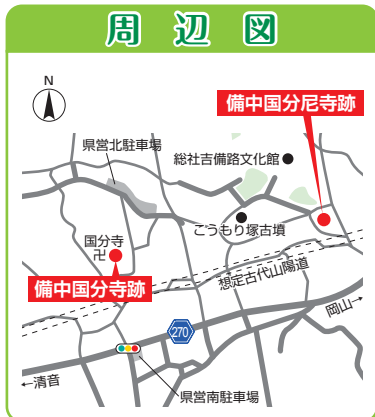 周辺図
N
備中国分尼寺跡
県営北駐車場
総社吉備路文化館
こうもり塚古墳
国分寺
卍
備中国分寺跡
想定古代山陽道
岡山→
270
←清音
県営南駐車場